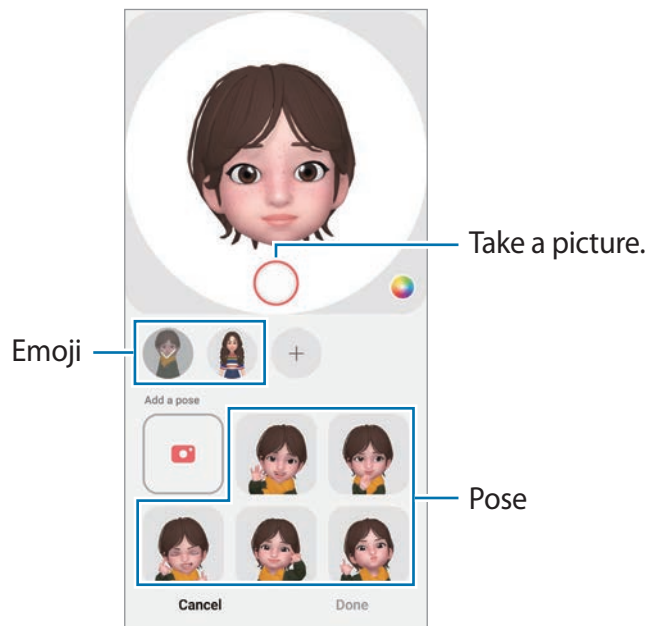 Take a picture.
Emoji
Add a pose
Pose
Cancel
Done